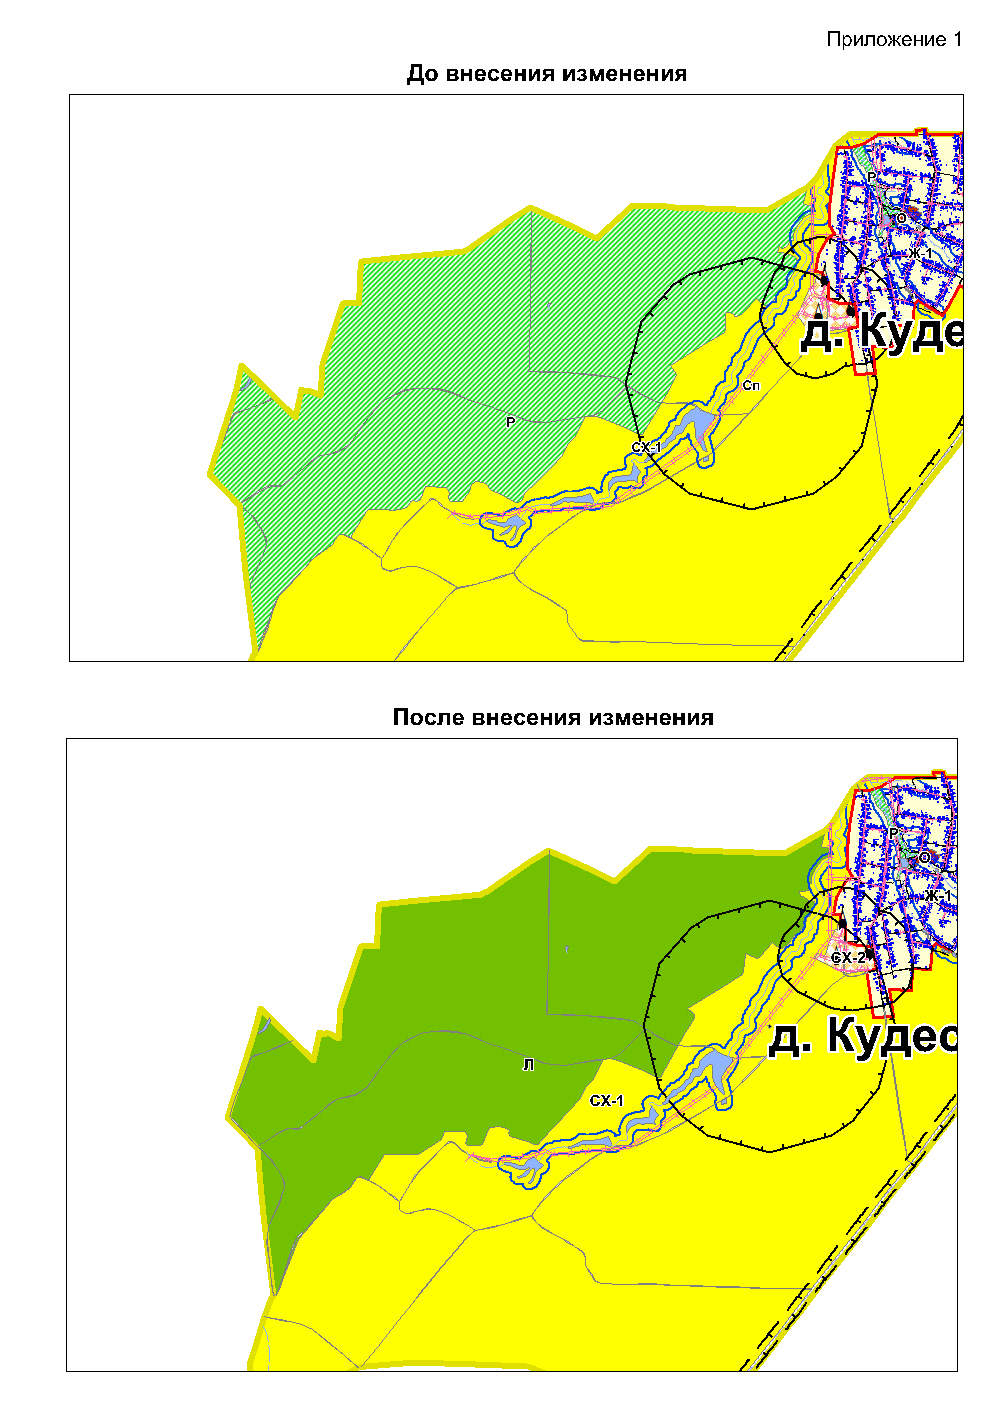 Приложение 1
До внесения изменения
Р
О
Ж-1
д. Куде
Сп
Р
СХ-1
После внесения изменения
Р
О
Ж-1
СХ-2
д. Кудес
Л
СХ-1